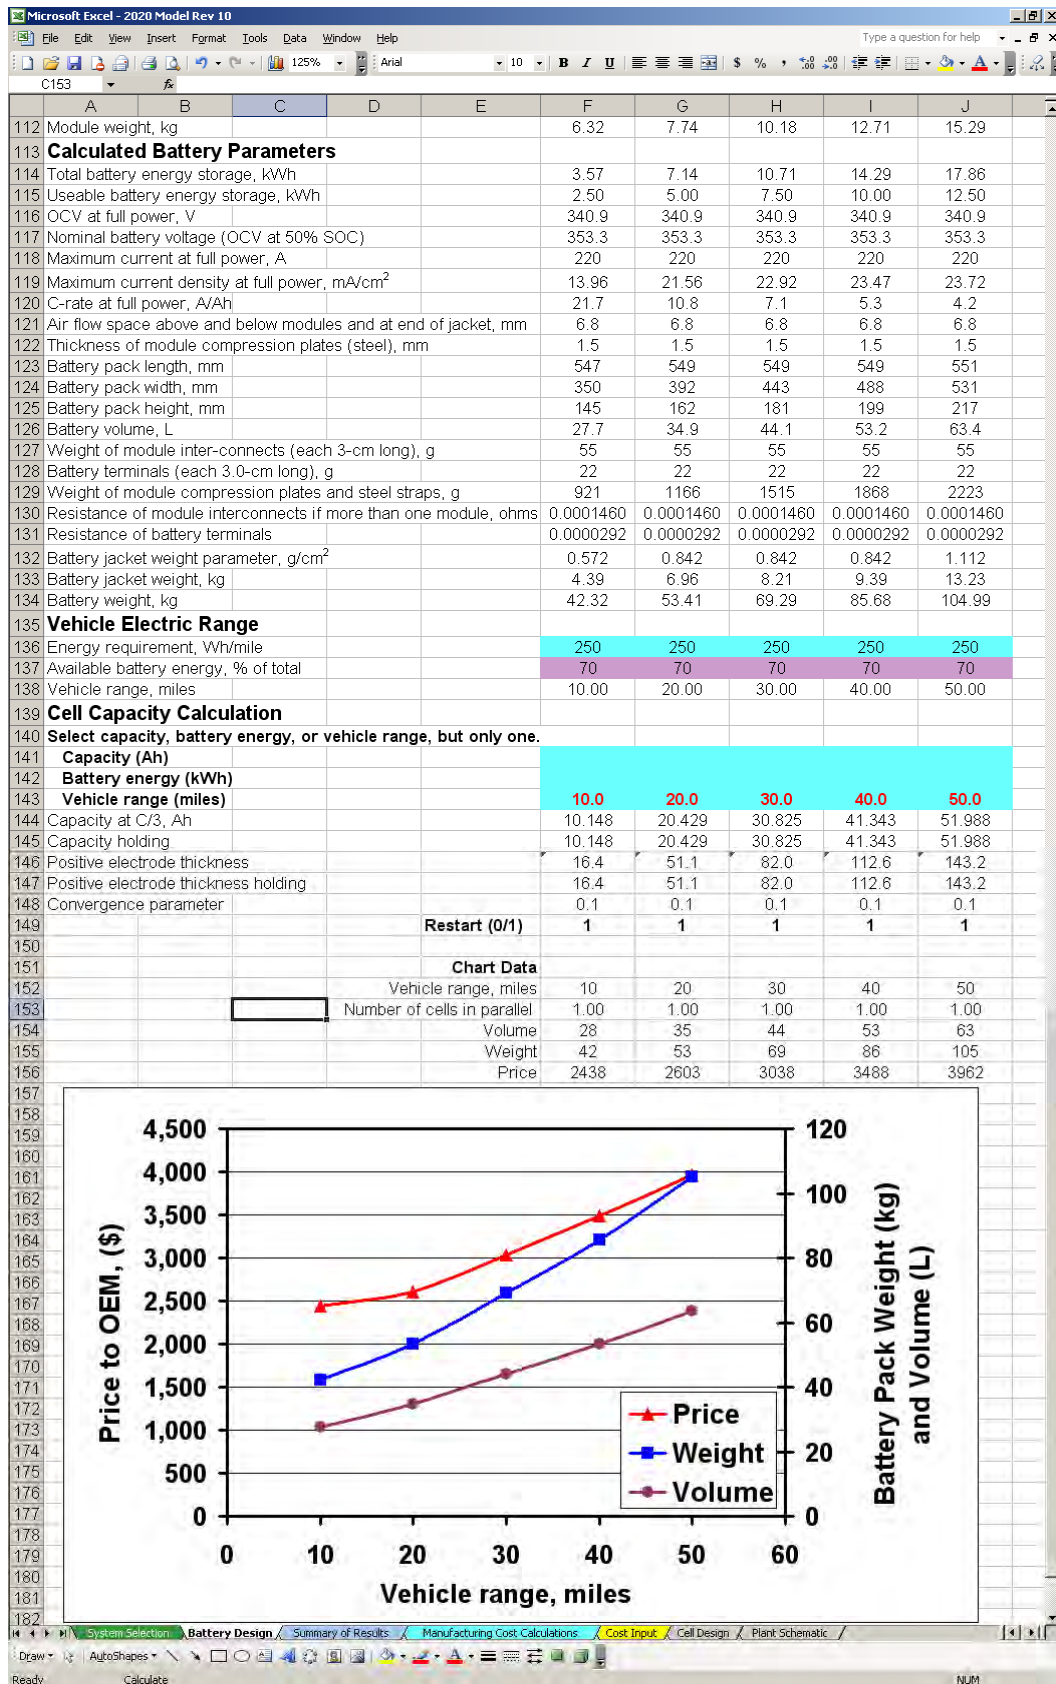 Microsoft Excel - 2020 Model Rev 10
File Edit View Insert Format Tools Data Window Help Type a question for help
125% Arial 10 B I U $ % ,
C153 fx
A B C D E F G H I J
112 Module weight, kg 6.32 7.74 10.18 12.71 15.29
113 Calculated Battery Parameters
114 Total battery energy storage, kWh 3.57 7.14 10.71 14.29 17.86
115 Useable battery energy storage, kWh 2.50 5.00 7.50 10.00 12.50
116 OCV at full power, V 340.9 340.9 340.9 340.9 340.9
117 Nominal battery voltage (OCV at 50% SOC) 353.3 353.3 353.3 353.3 353.3
118 Maximum current at full power, A 220 220 220 220 220
119 Maximum current density at full power, mA/cm² 13.96 21.56 22.92 23.47 23.72
120 C-rate at full power, A/Ah 21.7 10.8 7.1 5.3 4.2
121 Air flow space above and below modules and at end of jacket, mm 6.8 6.8 6.8 6.8 6.8
122 Thickness of module compression plates (steel), mm 1.5 1.5 1.5 1.5 1.5
123 Battery pack length, mm 547 549 549 549 551
124 Battery pack width, mm 350 392 443 488 531
125 Battery pack height, mm 145 162 181 199 217
126 Battery volume, L 27.7 34.9 44.1 53.2 63.4
127 Weight of module inter-connects (each 3-cm long), g 55 55 55 55 55
128 Battery terminals (each 3.0-cm long), g 22 22 22 22 22
129 Weight of module compression plates and steel straps, g 921 1166 1515 1868 2223
130 Resistance of module interconnects if more than one module, ohms 0.0001460 0.0001460 0.0001460 0.0001460 0.0001460
131 Resistance of battery terminals 0.0000292 0.0000292 0.0000292 0.0000292 0.0000292
132 Battery jacket weight parameter, g/cm² 0.572 0.842 0.842 0.842 1.112
133 Battery jacket weight, kg 4.39 6.96 8.21 9.39 13.23
134 Battery weight, kg 42.32 53.41 69.29 85.68 104.99
135 Vehicle Electric Range
136 Energy requirement, Wh/mile 250 250 250 250 250
137 Available battery energy, % of total 70 70 70 70 70
138 Vehicle range, miles 10.00 20.00 30.00 40.00 50.00
139 Cell Capacity Calculation
140 Select capacity, battery energy, or vehicle range, but only one.
141 Capacity (Ah)
142 Battery energy (kWh)
143 Vehicle range (miles) 10.0 20.0 30.0 40.0 50.0
144 Capacity at C/3, Ah 10.148 20.429 30.825 41.343 51.988
145 Capacity holding 10.148 20.429 30.825 41.343 51.988
146 Positive electrode thickness 16.4 51.1 82.0 112.6 143.2
147 Positive electrode thickness holding 16.4 51.1 82.0 112.6 143.2
148 Convergence parameter 0.1 0.1 0.1 0.1 0.1
149 Restart (0/1) 1 1 1 1 1
150
151 Chart Data
152 Vehicle range, miles 10 20 30 40 50
153 Number of cells in parallel 1.00 1.00 1.00 1.00 1.00
154 Volume 28 35 44 53 63
155 Weight 42 53 69 86 105
156 Price 2438 2603 3038 3488 3962
157
158
159
160
161
162
163
164
165
166
167
168
169
170
171
172
173
174
175
176
177
178
179
180
181
182
Price to OEM, ($)
4,500
4,000
3,500
3,000
2,500
2,000
1,500
1,000
500
0
120
100
80
60
40
20
0
Battery Pack Weight (kg)
and Volume (L)
Price
Weight
Volume
0 10 20 30 40 50 60
Vehicle range, miles
System Selection Battery Design Summary of Results Manufacturing Cost Calculations Cost Input Cell Design Plant Schematic
Draw AutoShapes
Ready Calculate NUM